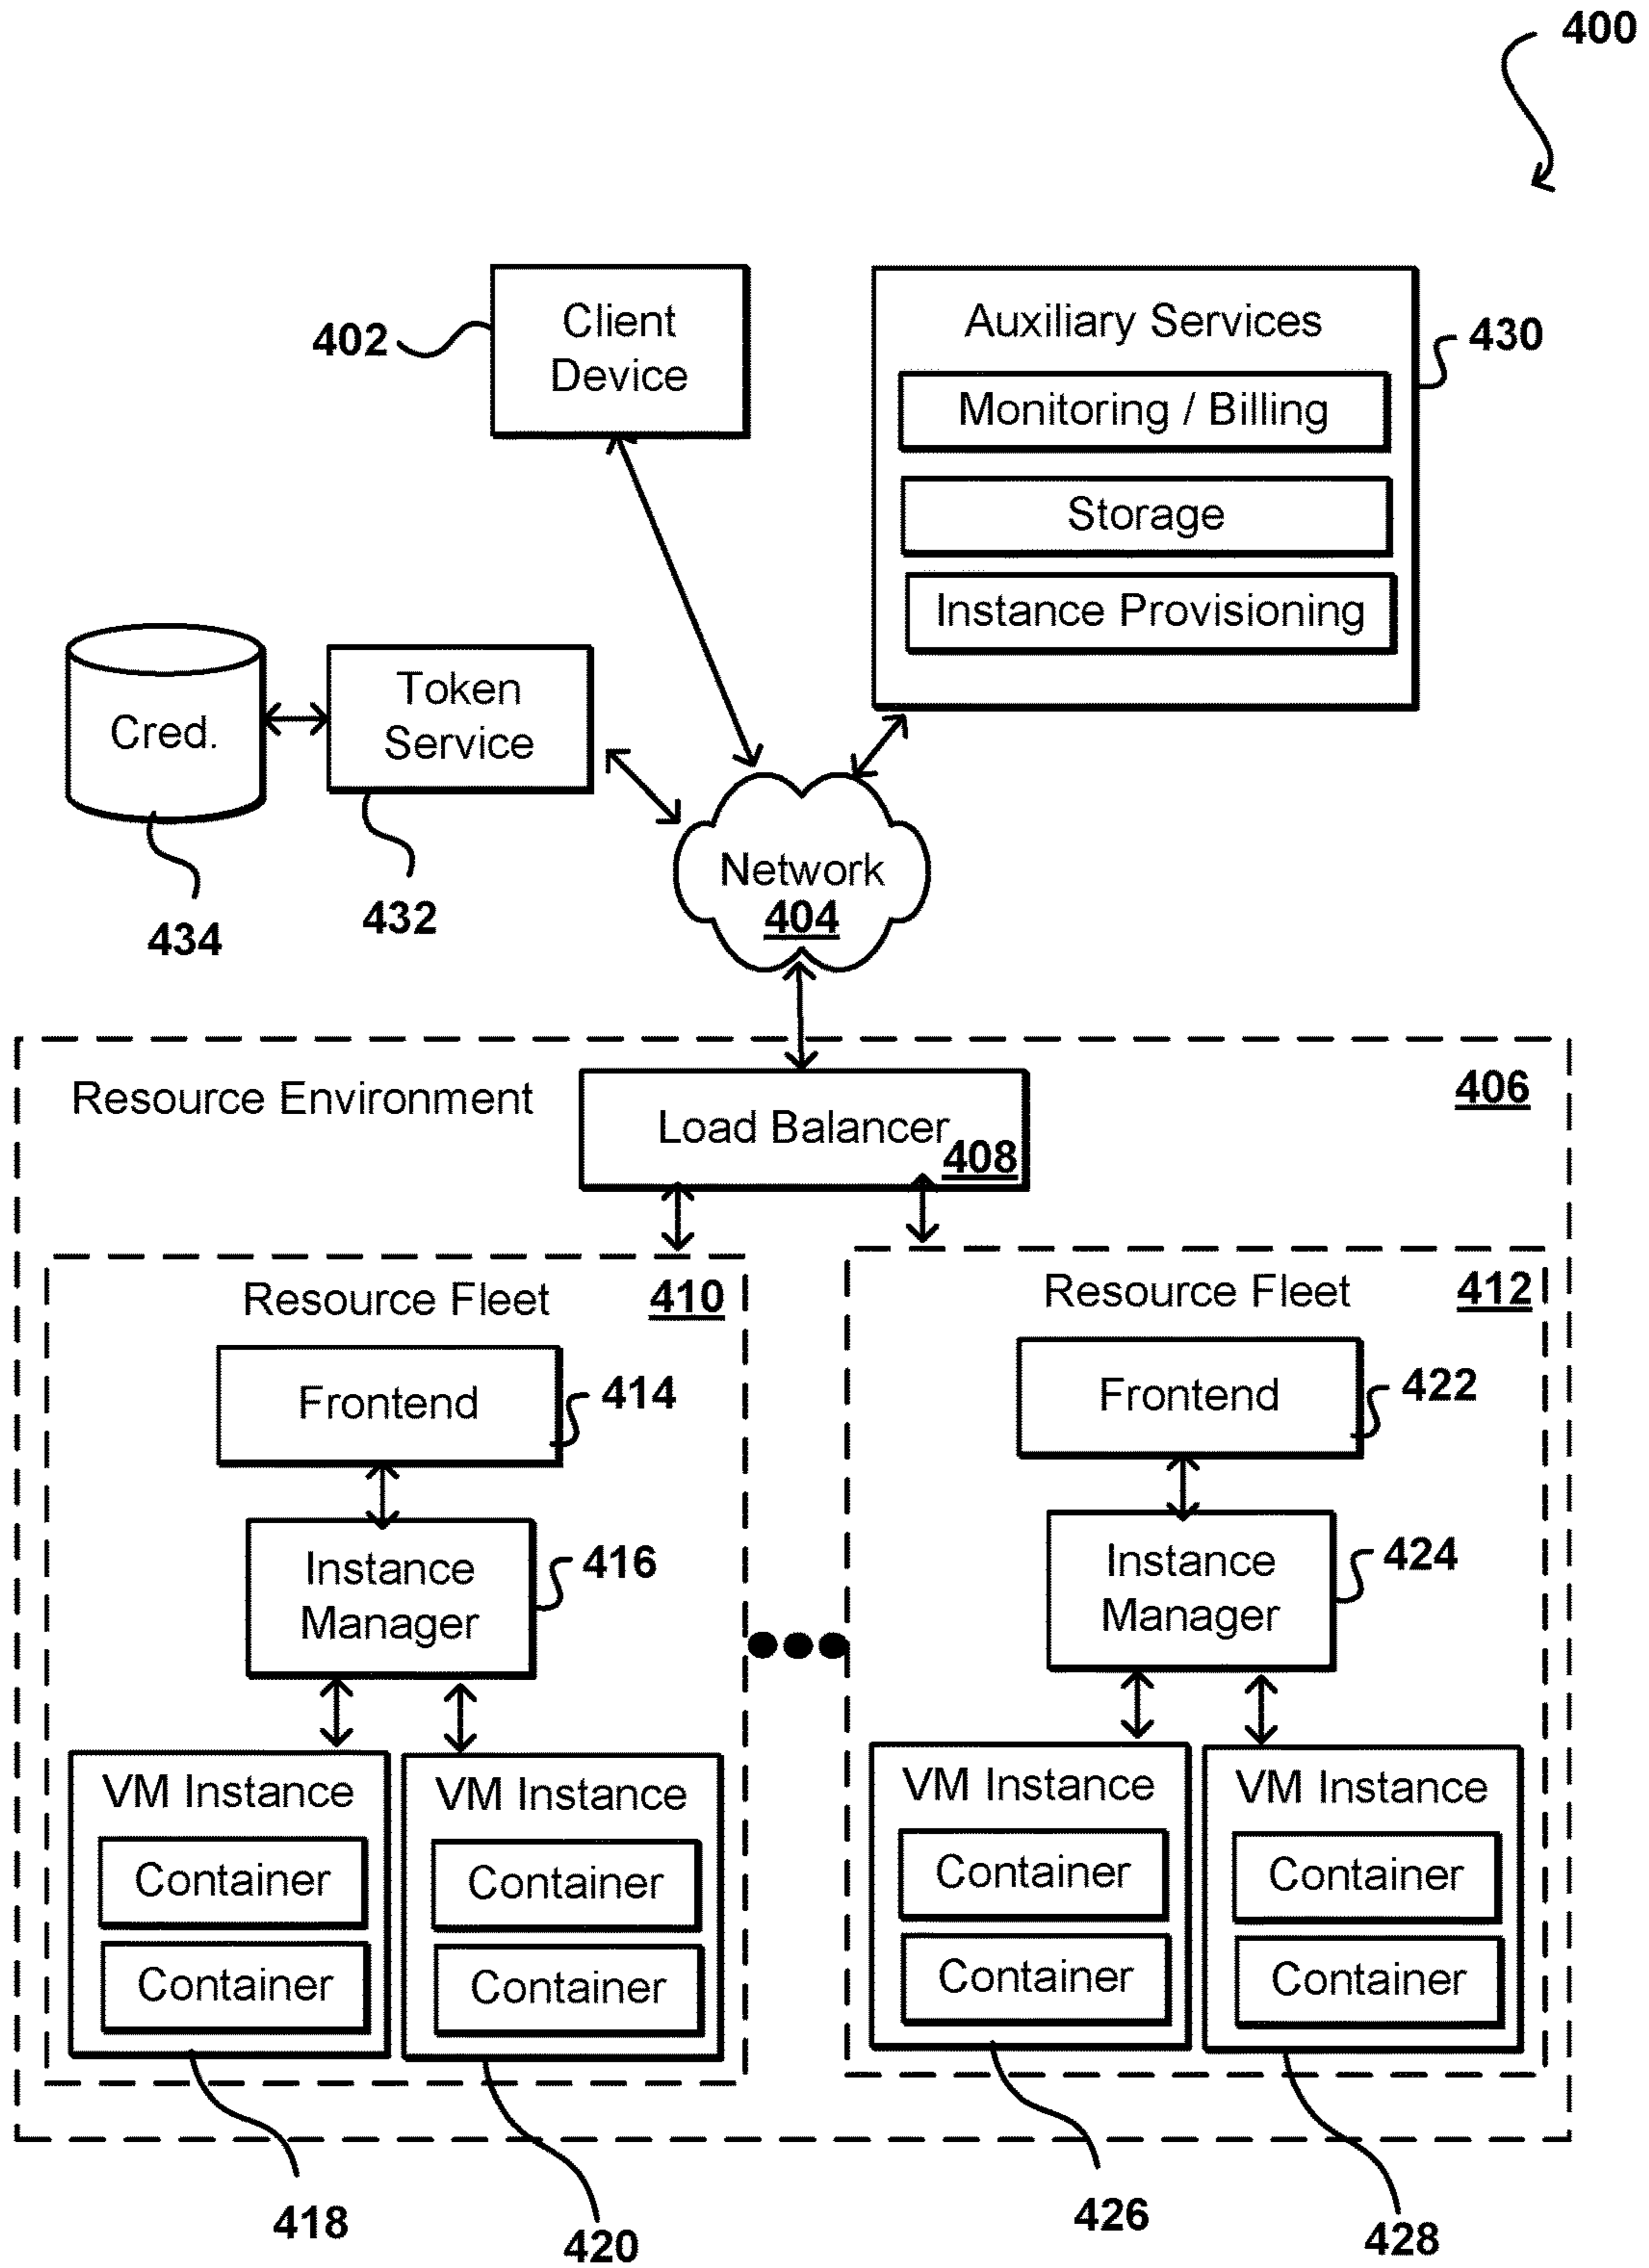 400
Client
Device
402
Auxiliary Services
430
Monitoring / Billing
Storage
Instance Provisioning
Cred.
Token
Service
434
432
Network
404
Resource Environment
406
Load Balancer
408
Resource Fleet
410
Frontend
414
Instance
Manager
416
VM Instance
Container
Container
VM Instance
Container
Container
418
420
Resource Fleet
412
Frontend
422
Instance
Manager
424
VM Instance
Container
Container
VM Instance
Container
Container
426
428